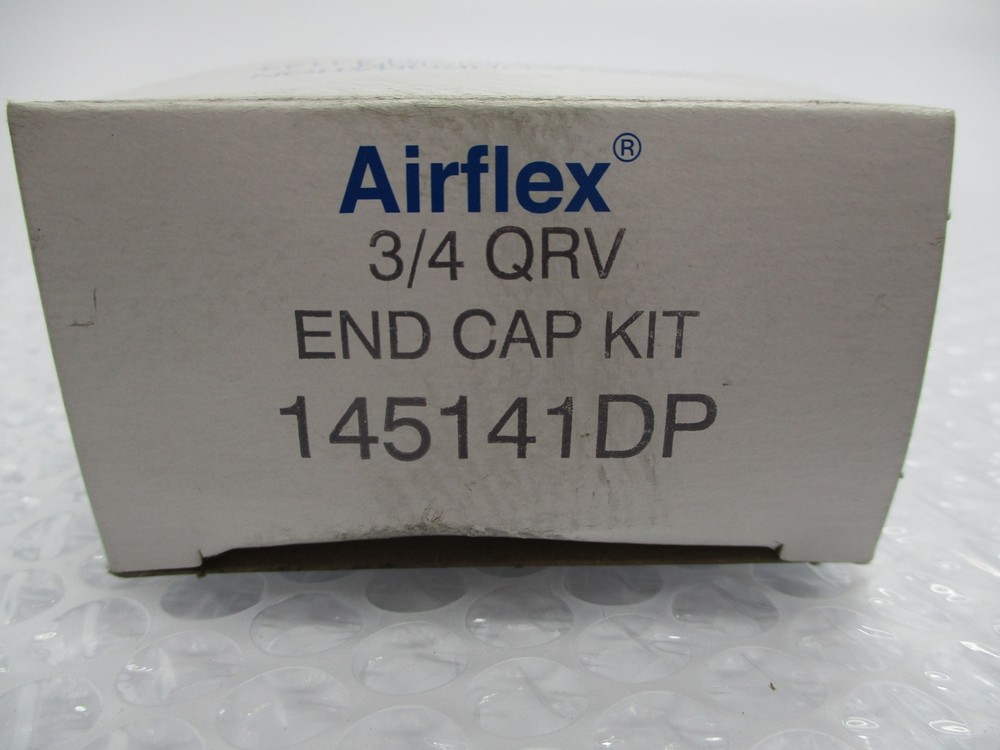 Airflex®
3/4 QRV
END CAP KIT
145141DP